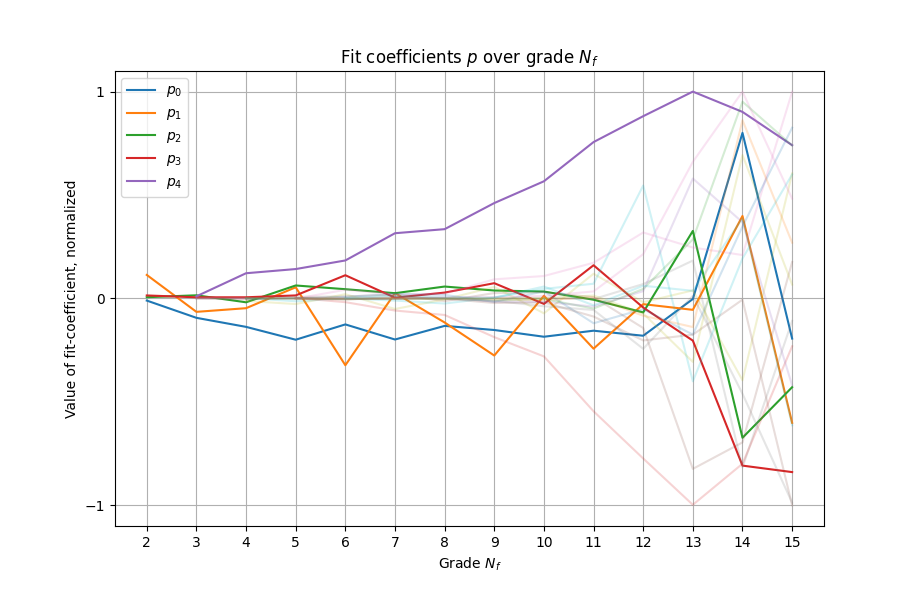 Fit coefficients p over grade N_f
Value of fit-coefficient, normalized
1
0
−1
p_0
p_1
p_2
p_3
p_4
2 3 4 5 6 7 8 9 10 11 12 13 14 15
Grade N_f